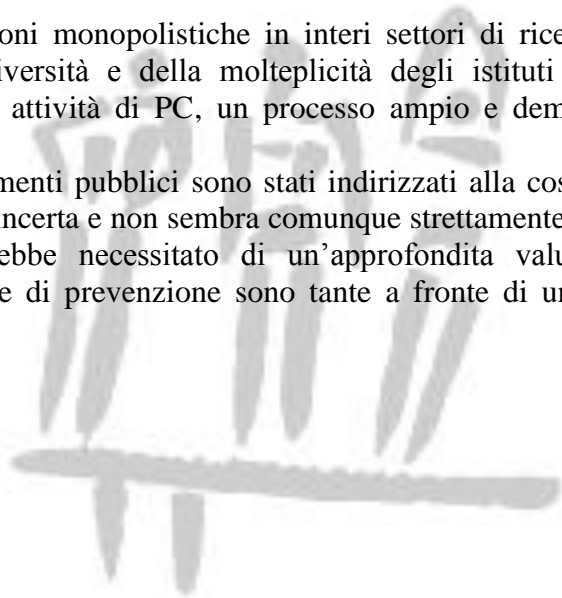 oni monopolistiche in interi settori di rice
iversità e della molteplicità degli istituti
attività di PC, un processo ampio e dem
menti pubblici sono stati indirizzati alla cos
incerta e non sembra comunque strettamente
ebbe necessitato di un’approfondita valu
e di prevenzione sono tante a fronte di un